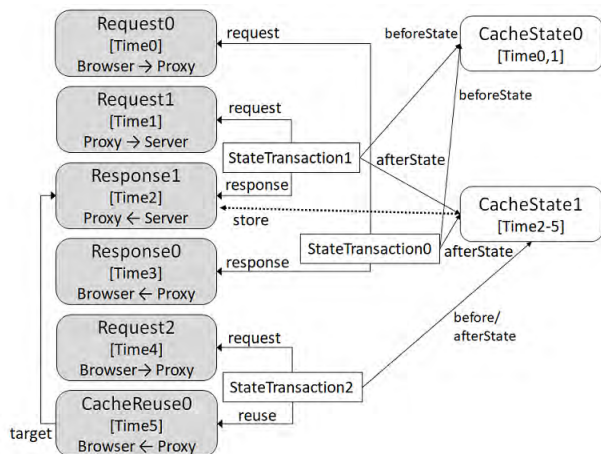 Request0
[Time0]
Browser → Proxy
request
beforeState
CacheState0
[Time0,1]
beforeState
Request1
[Time1]
Proxy → Server
request
StateTransaction1
afterState
Response1
[Time2]
Proxy ← Server
response
store
CacheState1
[Time2-5]
Response0
[Time3]
Browser ← Proxy
response
StateTransaction0
afterState
Request2
[Time4]
Browser→ Proxy
request
before/
afterState
StateTransaction2
CacheReuse0
[Time5]
Browser ← Proxy
reuse
target